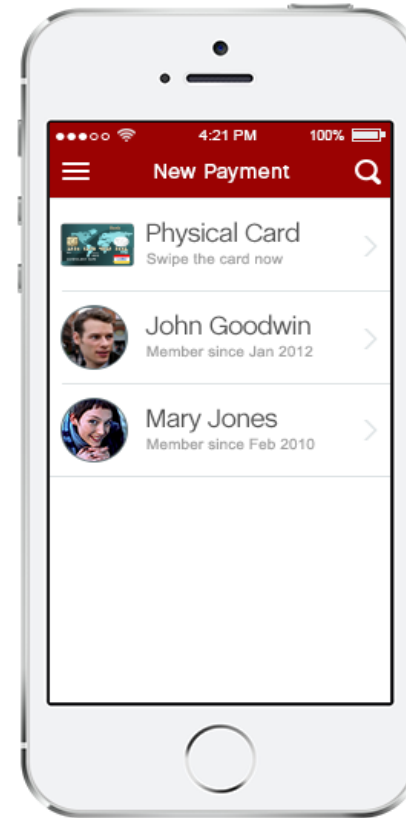 4:21 PM 100%
New Payment
Physical Card
Swipe the card now
John Goodwin
Member since Jan 2012
Mary Jones
Member since Feb 2010